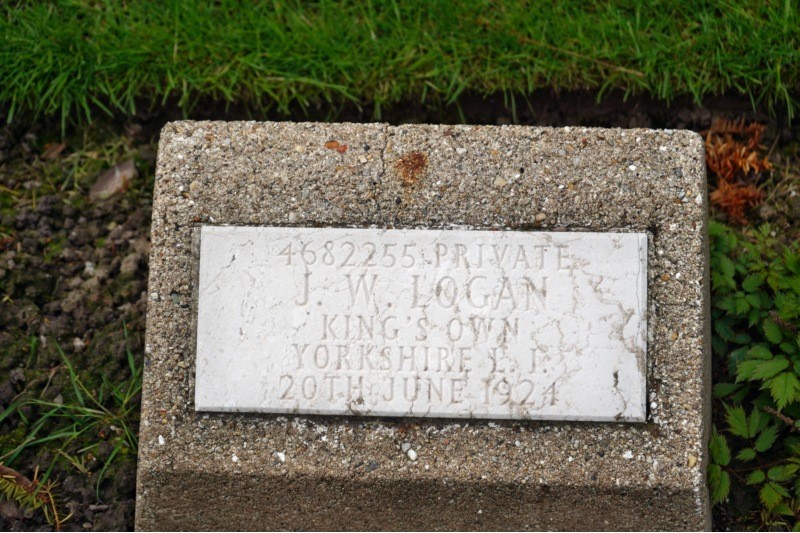 4682255 PRIVATE
J. W. LOGAN
KING'S OWN
YORKSHIRE L. I.
20TH JUNE 1924